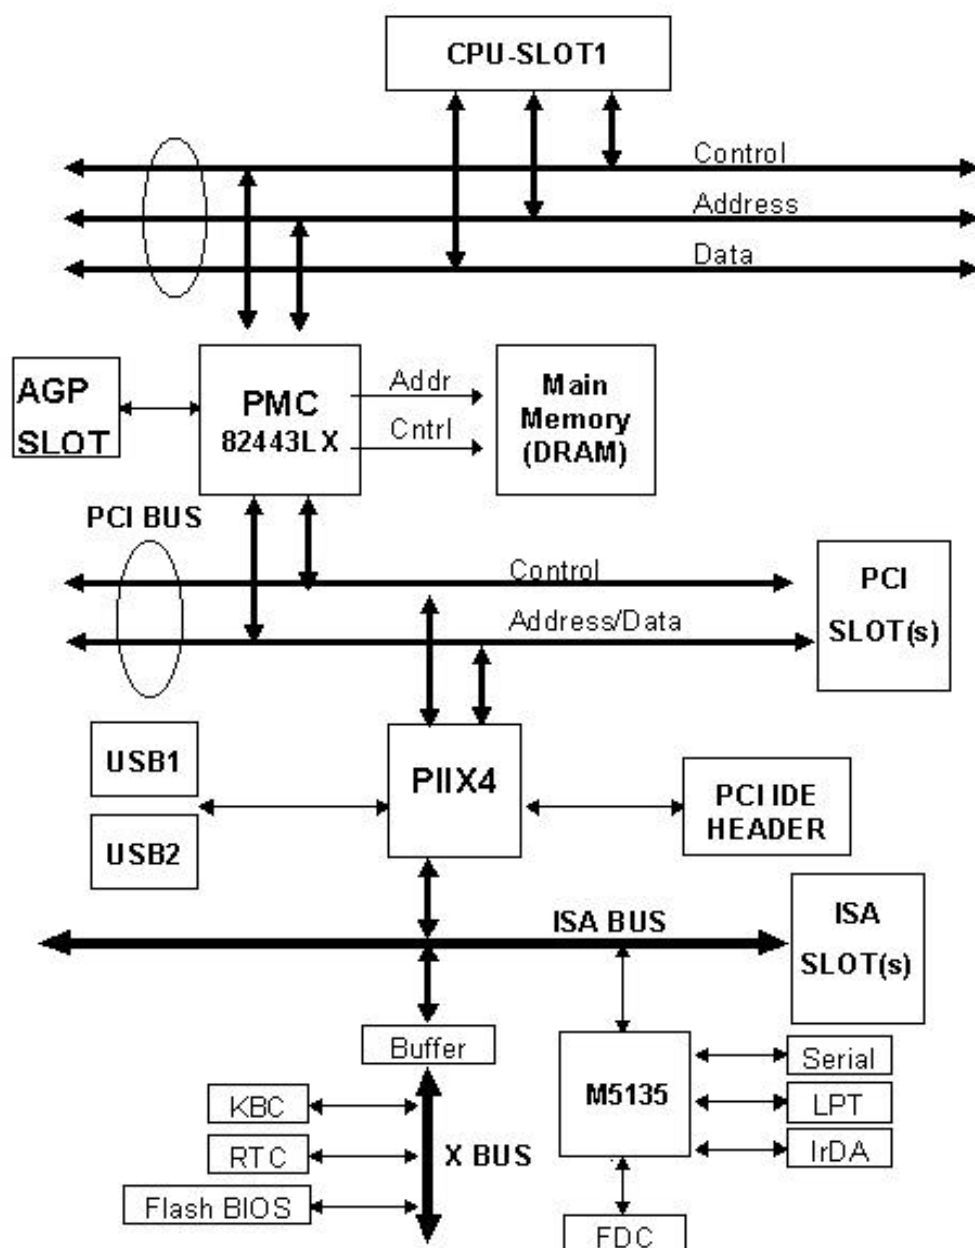 CPU-SLOT1
Control
Address
Data
AGP
SLOT
PMC
82443LX
Addr
Cntrl
Main
Memory
(DRAM)
PCI BUS
Control
Address/Data
PCI
SLOT(s)
USB1
USB2
PIIX4
PCI IDE
HEADER
ISA BUS
ISA
SLOT(s)
Buffer
KBC
RTC
Flash BIOS
X BUS
M5135
Serial
LPT
IrDA
FDC